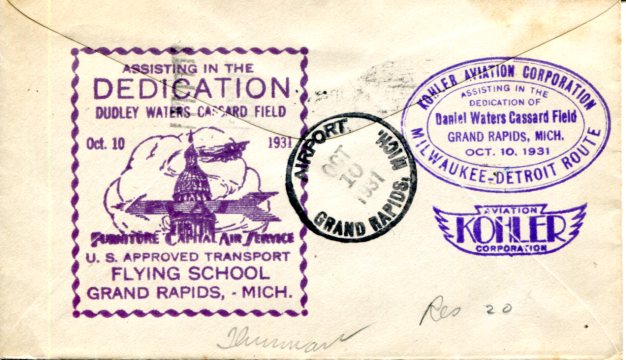 ASSISTING IN THE
DEDICATION
DUDLEY WATERS CASSARD FIELD
Oct. 10 1931
FURNITURE CAPITAL AIR SERVICE
U. S. APPROVED TRANSPORT
FLYING SCHOOL
GRAND RAPIDS, - MICH.
AIRPORT.
OCT
10
1931
GRAND RAPIDS, MICH.
KOHLER AVIATION CORPORATION
ASSISTING IN THE
DEDICATION OF
Daniel Waters Cassard Field
GRAND RAPIDS, MICH.
OCT. 10, 1931
MILWAUKEE-DETROIT ROUTE
AVIATION
KOHLER
CORPORATION
20